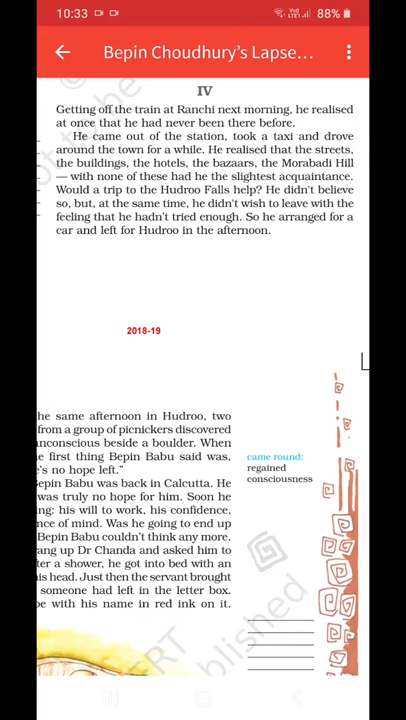 10:33 88%
Bepin Choudhury's Lapse...
IV
Getting off the train at Ranchi next morning, he realised
at once that he had never been there before.
He came out of the station, took a taxi and drove
around the town for a while. He realised that the streets,
the buildings, the hotels, the bazaars, the Morabadi Hill
— with none of these had he the slightest acquaintance.
Would a trip to the Hudroo Falls help? He didn't believe
so, but, at the same time, he didn't wish to leave with the
feeling that he hadn't tried enough. So he arranged for a
car and left for Hudroo in the afternoon.
2018-19
he same afternoon in Hudroo, two
from a group of picnickers discovered
nconscious beside a boulder. When
e first thing Bepin Babu said was,
e's no hope left."
Bepin Babu was back in Calcutta. He
was truly no hope for him. Soon he
ng: his will to work, his confidence,
nce of mind. Was he going to end up
Bepin Babu couldn't think any more.
ang up Dr Chanda and asked him to
ter a shower, he got into bed with an
is head. Just then the servant brought
someone had left in the letter box.
pe with his name in red ink on it.
came round:
regained
consciousness